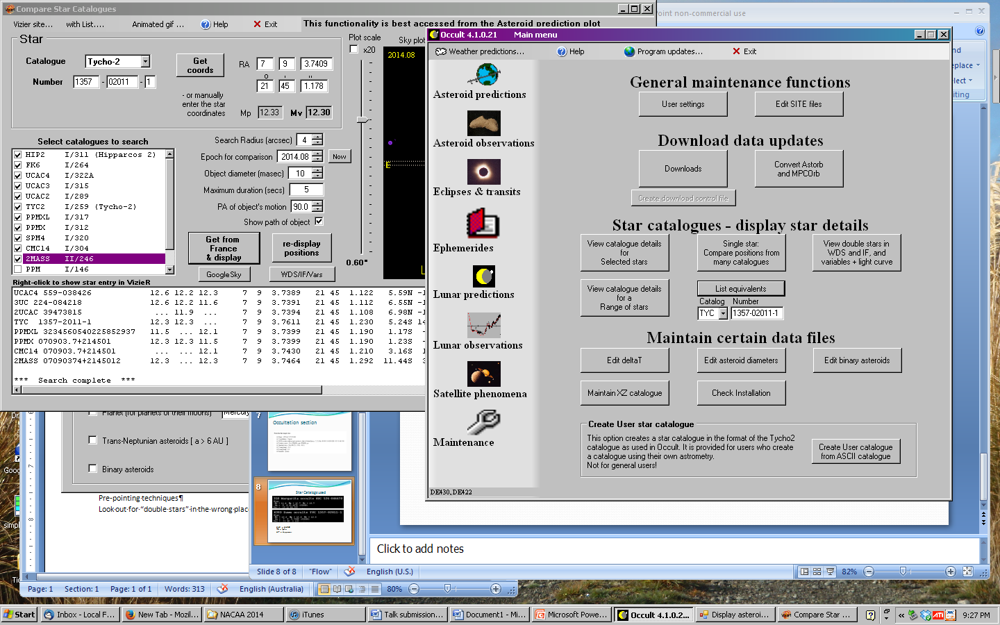 Compare Star Catalogues
Vizier site... with List.... Animated gif ... Help Exit This functionality is best accessed from the Asteroid prediction plot
Star
Catalogue Tycho-2 Get coords RA 7 9 3.7409
o ' "
Number 1357 - 02011 - 1 21 45 1.178
- or manually enter the star coordinates Mp 12.33 Mv 12.30
Plot scale
x20
Sky plot
2014.08
E
0.60"
Select catalogues to search
HIP2 I/311 (Hipparcos 2)
FK6 I/264
UCAC4 I/322A
UCAC3 I/315
UCAC2 I/289
TYC2 I/259 (Tycho-2)
PPMXL I/317
PPMX I/312
SPM4 I/320
CMC14 I/304
2MASS II/246
PPM I/146
Search Radius (arcsec) 4
Epoch for comparison 2014.08 Now
Object diameter (masec) 10
Maximum duration (secs) 5
PA of object's motion 90.0
Show path of object
Get from France & display
re-display positions
GoogleSky WDS/IF/Vars
Right-click to show star entry in VizieR
UCAC4 559-038426 12.6 12.2 12.3 7 9 3.7389 21 45 1.122 5.59N -1
3UC 224-084218 12.6 12.2 11.6 7 9 3.7391 21 45 1.112 6.55N -1
2UCAC 39473815 ... 11.9 ... 7 9 3.7394 21 45 1.108 6.98N -1
TYC 1357-2011-1 12.3 12.3 ... 7 9 3.7611 21 45 1.230 5.24S 14
PPMXL 3234560540225852937 11.5 ... 12.1 7 9 3.7399 21 45 1.190 1.17S -
PPMX 070903.7+214501 12.3 12.3 11.5 7 9 3.7399 21 45 1.190 1.23S -
CMC14 070903.7+214501 ... ... 12.1 7 9 3.7430 21 45 1.210 3.16S 1
2MASS 07090374+2145012 12.3 ... 12.3 7 9 3.7464 21 45 1.292 11.44S 3
*** Search complete ***
Occult 4.1.0.21 Main menu
Weather predictions... Help Program updates... Exit
Asteroid predictions
Asteroid observations
Eclipses & transits
Ephemerides
Lunar predictions
Lunar observations
Satellite phenomena
Maintenance
General maintenance functions
User settings Edit SITE files
Download data updates
Downloads Convert Astorb and MPCOrb
Create download control file
Star catalogues - display star details
View catalogue details for Selected stars
Single star: Compare positions from many catalogues
View double stars in WDS and IF, and variables + light curve
View catalogue details for a Range of stars
List equivalents
Catalog Number
TYC 1357-02011-1
Maintain certain data files
Edit deltaT Edit asteroid diameters Edit binary asteroids
Maintain XZ catalogue Check Installation
Create User star catalogue
This option creates a star catalogue in the format of the Tycho2
catalogue as used in Occult. It is provided for users who create
a catalogue using their own astrometry.
Not for general users!
Create User catalogue from ASCII catalogue
DE430, DE422
Point non-commercial use
Planet (for planets or their moons) Mercury
Trans-Neptunian asteroids [ a > 6 AU ]
Binary asteroids
Pre-pointing·techniques¶
Look·out·for·“double·stars”·in·the·wrong·plac
7
Occultation section
8
Star Catalogs used
Click to add notes
Slide 8 of 8 "Flow" English (U.S.) 82%
Page: 1 Section: 1 Page: 1 of 1 Words: 313 English (Australia) 80%
Start Inbox - Local F... New Tab - Mozil... NACAA 2014 iTunes Talk submission... Document1 - Mi... Microsoft Powe... Occult 4.1.0.2... Display asteroi... Compare Star ... « ATI 9:27 PM